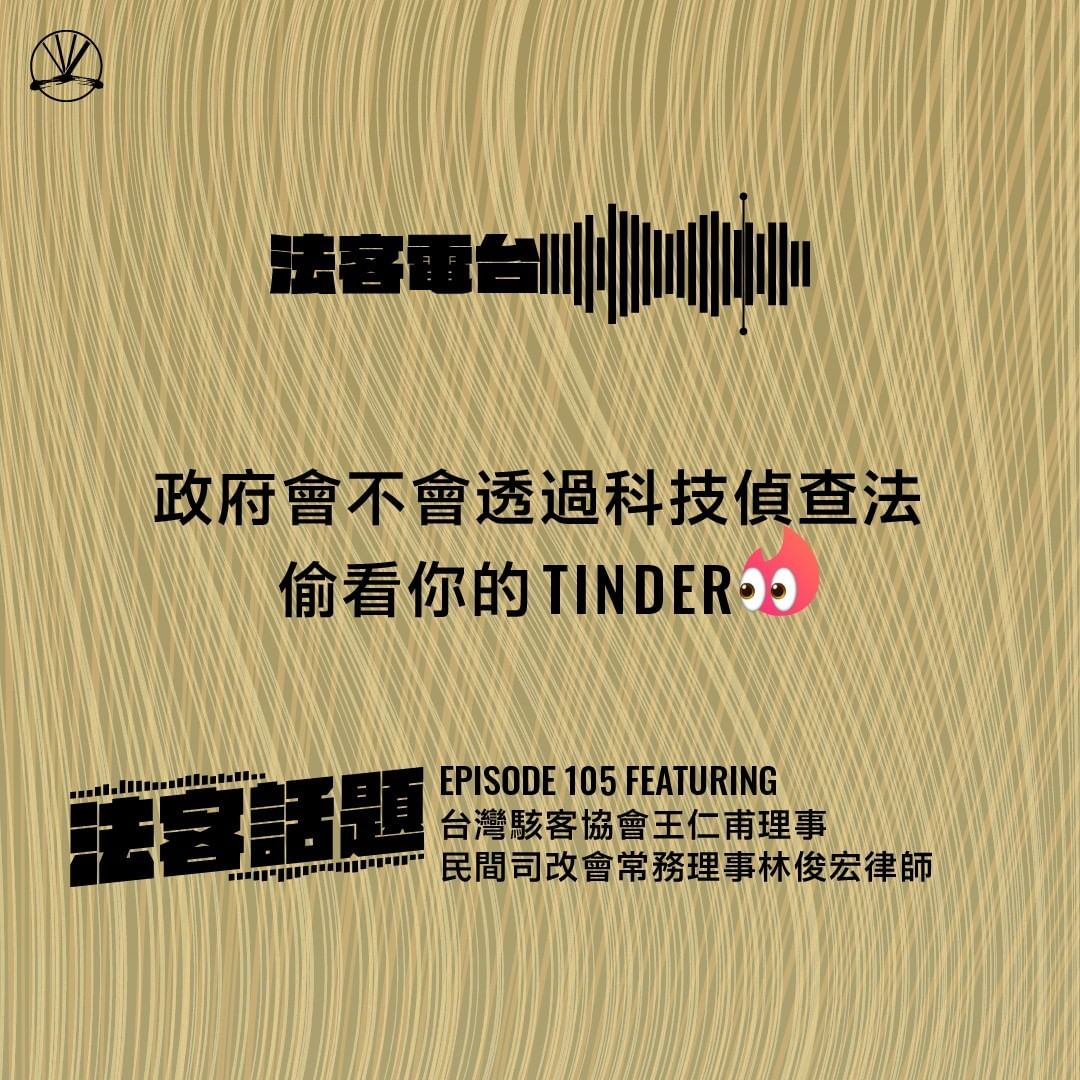 法客電台
政府會不會透過科技偵查法
偷看你的TINDER
法客話題
EPISODE 105 FEATURING
台灣駭客協會王仁甫理事
民間司改會常務理事林俊宏律師